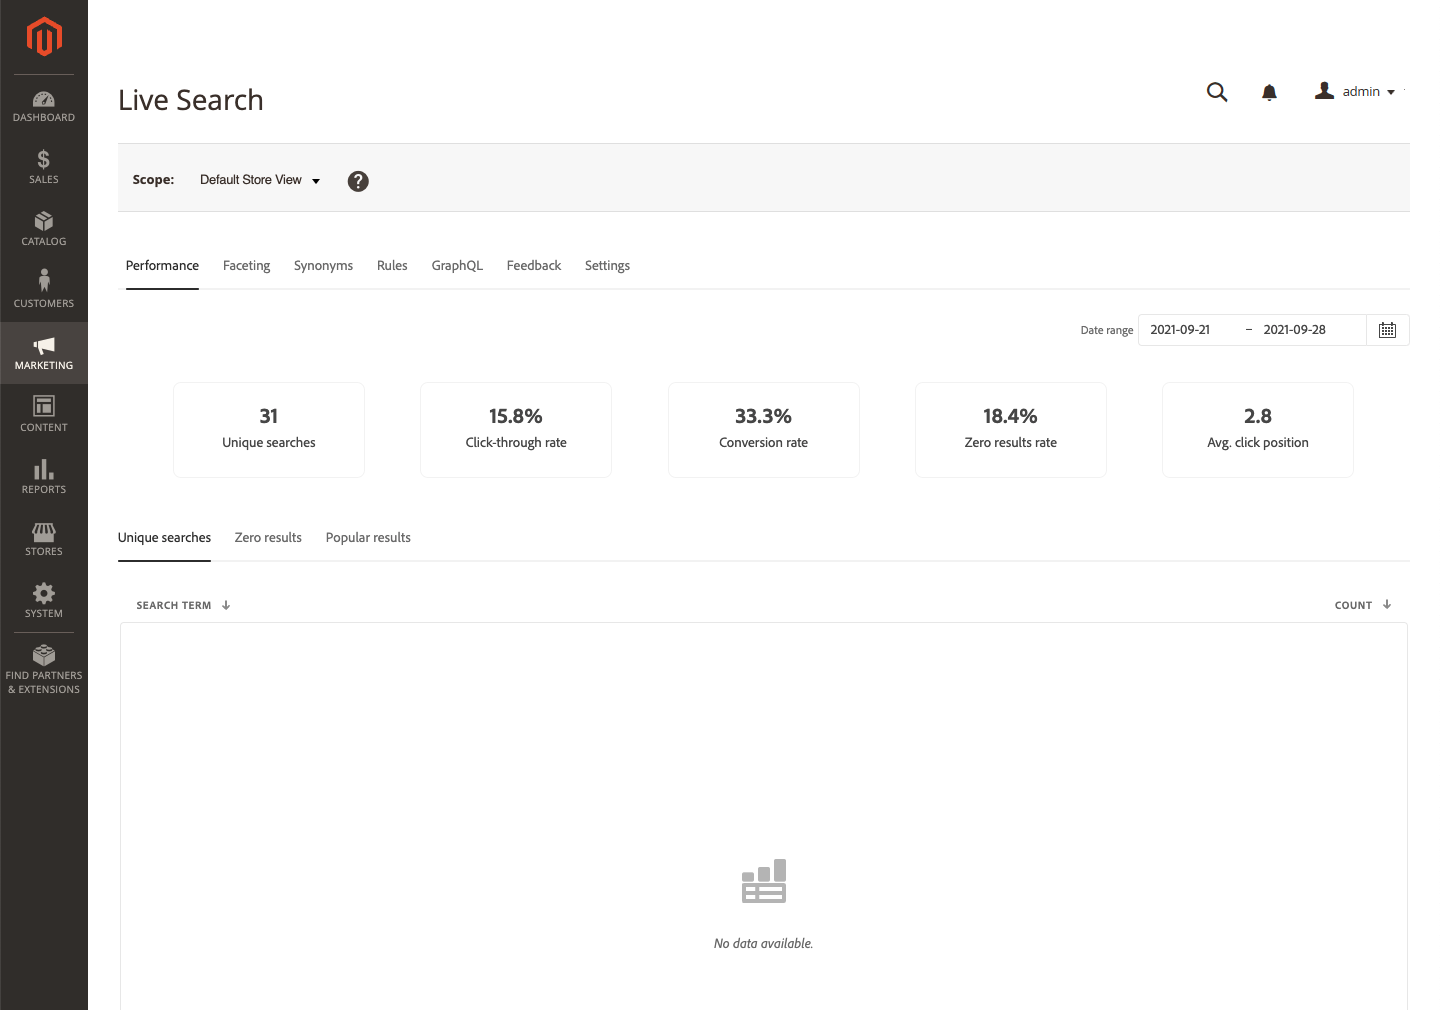 Live Search
admin
DASHBOARD
SALES
CATALOG
CUSTOMERS
MARKETING
CONTENT
REPORTS
STORES
SYSTEM
FIND PARTNERS
& EXTENSIONS
Scope: Default Store View ?
Performance Faceting Synonyms Rules GraphQL Feedback Settings
Date range 2021-09-21 – 2021-09-28
31 15.8% 33.3% 18.4% 2.8
Unique searches Click-through rate Conversion rate Zero results rate Avg. click position
Unique searches Zero results Popular results
SEARCH TERM COUNT
No data available.